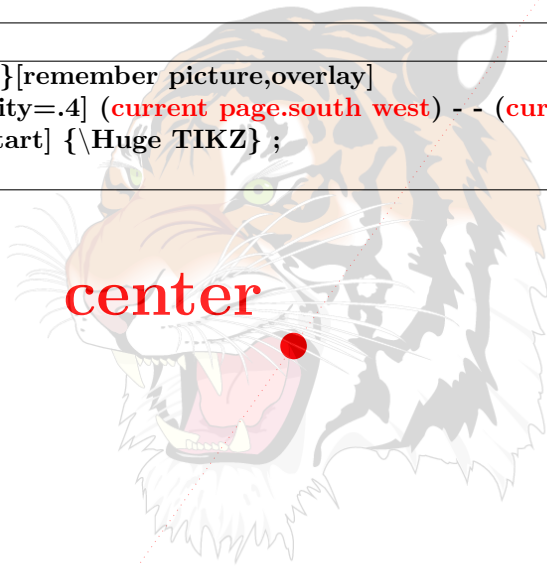 }[remember picture,overlay]
ity=.4] (current page.south west) - - (cur
tart] {\Huge TIKZ} ;
center